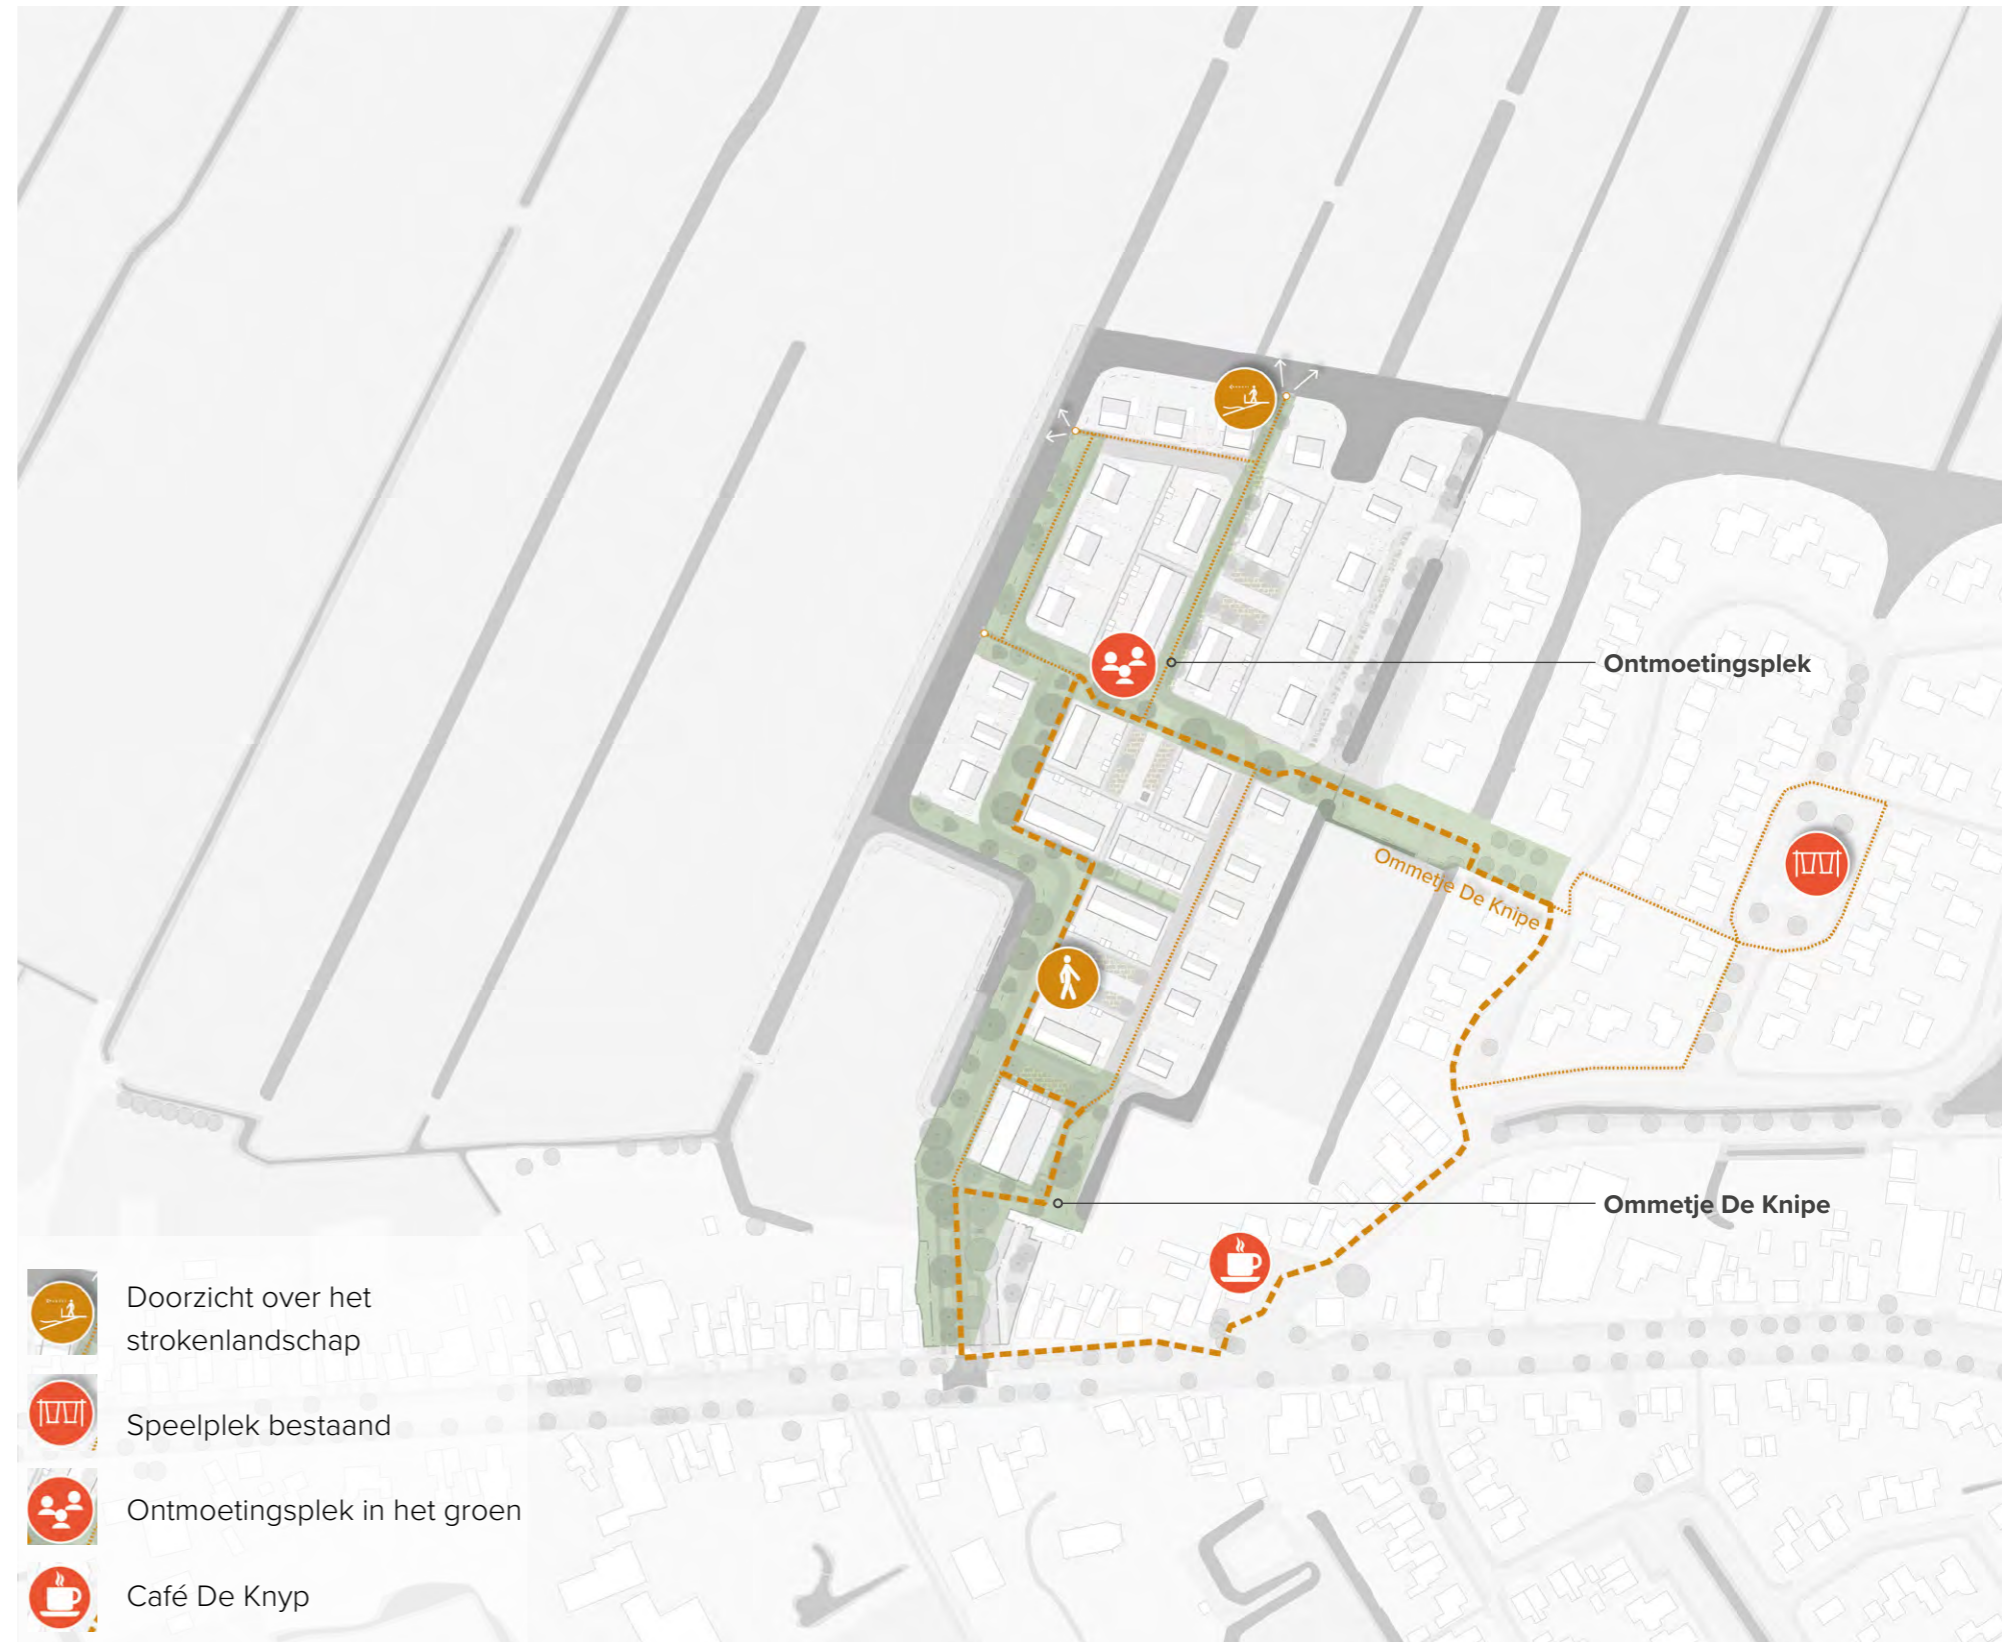 Ontmoetingsplek
Ommetje De Knipe
Ommetje De Knipe
Doorzicht over het
strokenlandschap
Speelplek bestaand
Ontmoetingsplek in het groen
Café De Knyp